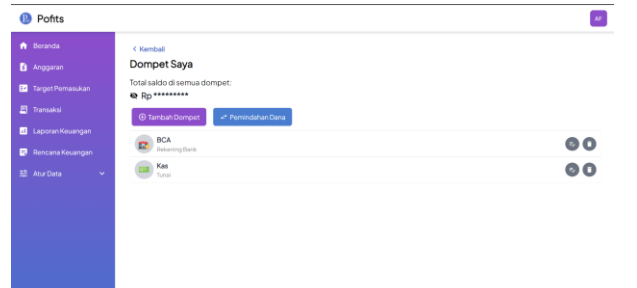 Pofits
AF
Beranda
Anggaran
Target Pemasukan
Transaksi
Laporan Keuangan
Rencana Keuangan
Atur Data
< Kembali
Dompet Saya
Total saldo di semua dompet:
Rp *********
Tambah Dompet
Pemindahan Dana
BCA
Rekening Bank
Kas
Tunai